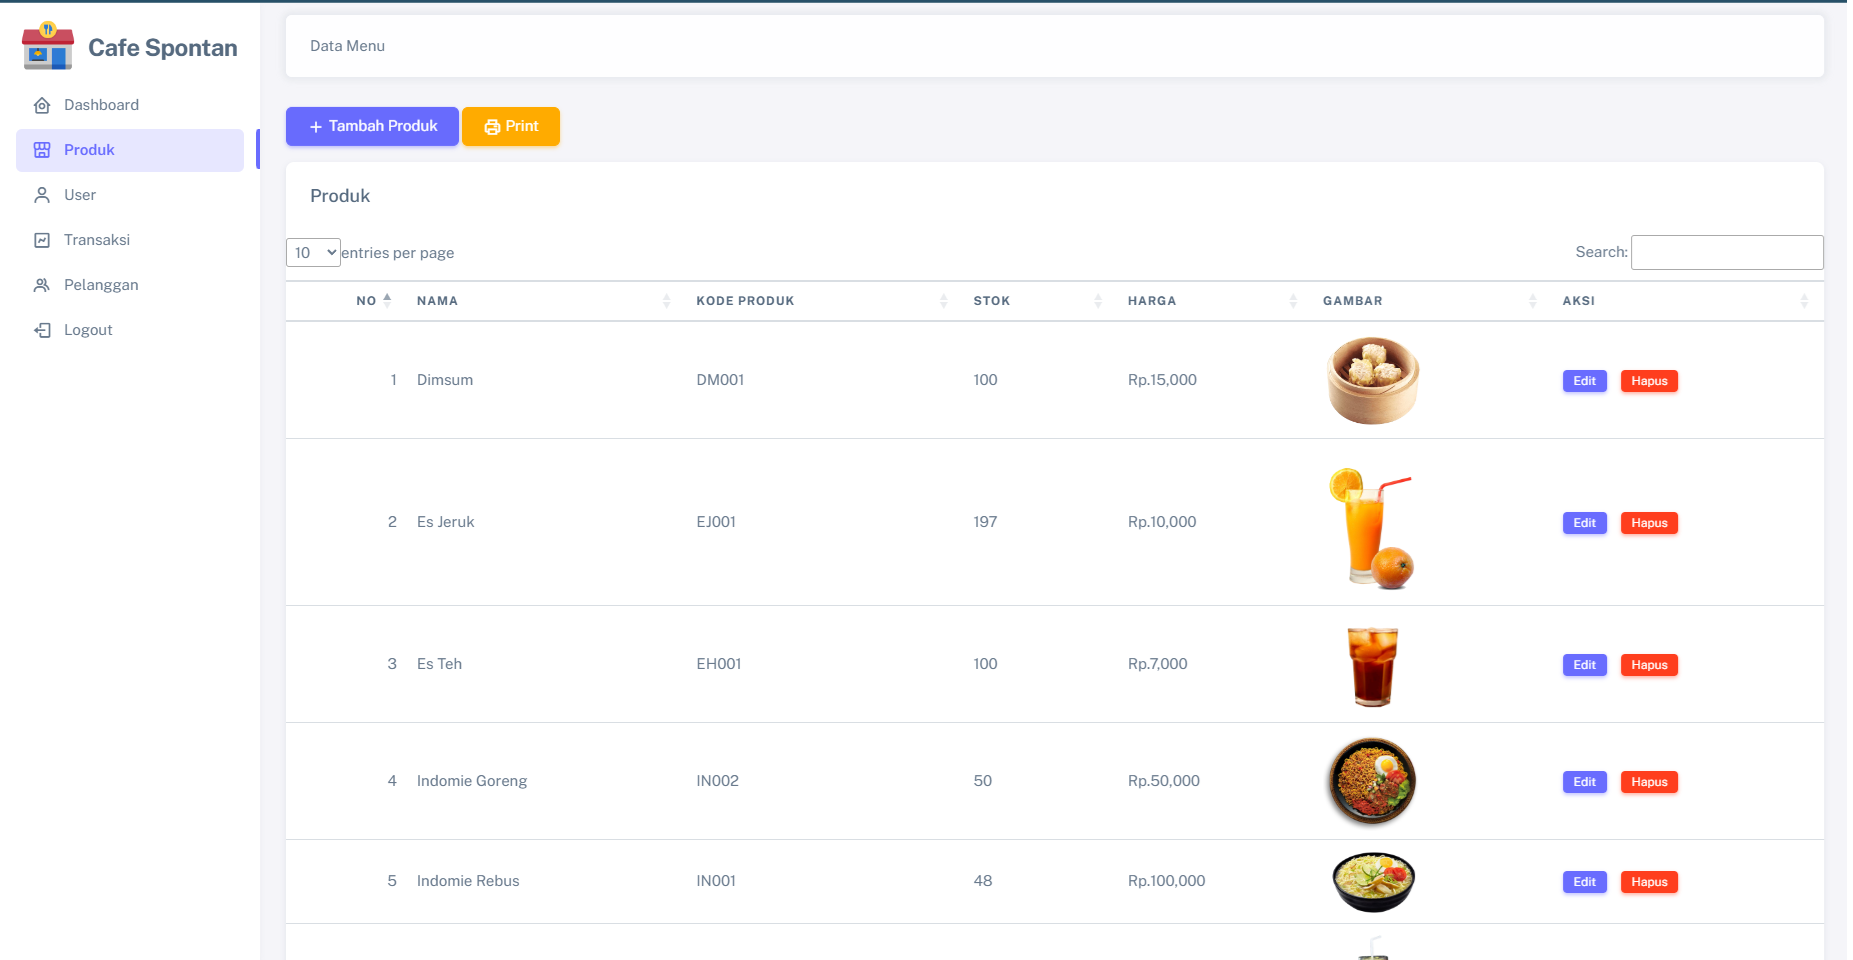 Cafe Spontan
Dashboard
Produk
User
Transaksi
Pelanggan
Logout
Data Menu
+ Tambah Produk Print
Produk
10 entries per page Search:
NO NAMA KODE PRODUK STOK HARGA GAMBAR AKSI
1 Dimsum DM001 100 Rp.15,000 Edit Hapus
2 Es Jeruk EJ001 197 Rp.10,000 Edit Hapus
3 Es Teh EH001 100 Rp.7,000 Edit Hapus
4 Indomie Goreng IN002 50 Rp.50,000 Edit Hapus
5 Indomie Rebus IN001 48 Rp.100,000 Edit Hapus